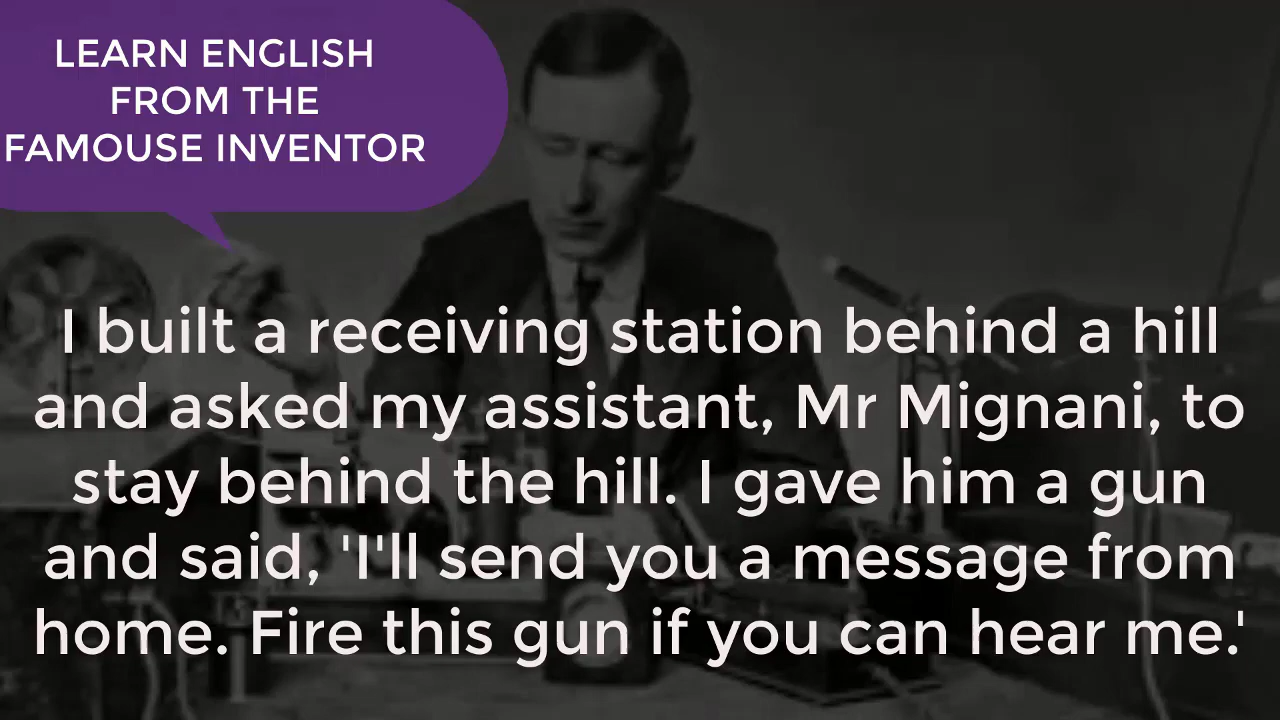 LEARN ENGLISH
FROM THE
FAMOUSE INVENTOR
I built a receiving station behind a hill
and asked my assistant, Mr Mignani, to
stay behind the hill. I gave him a gun
and said, 'I'll send you a message from
home. Fire this gun if you can hear me.'